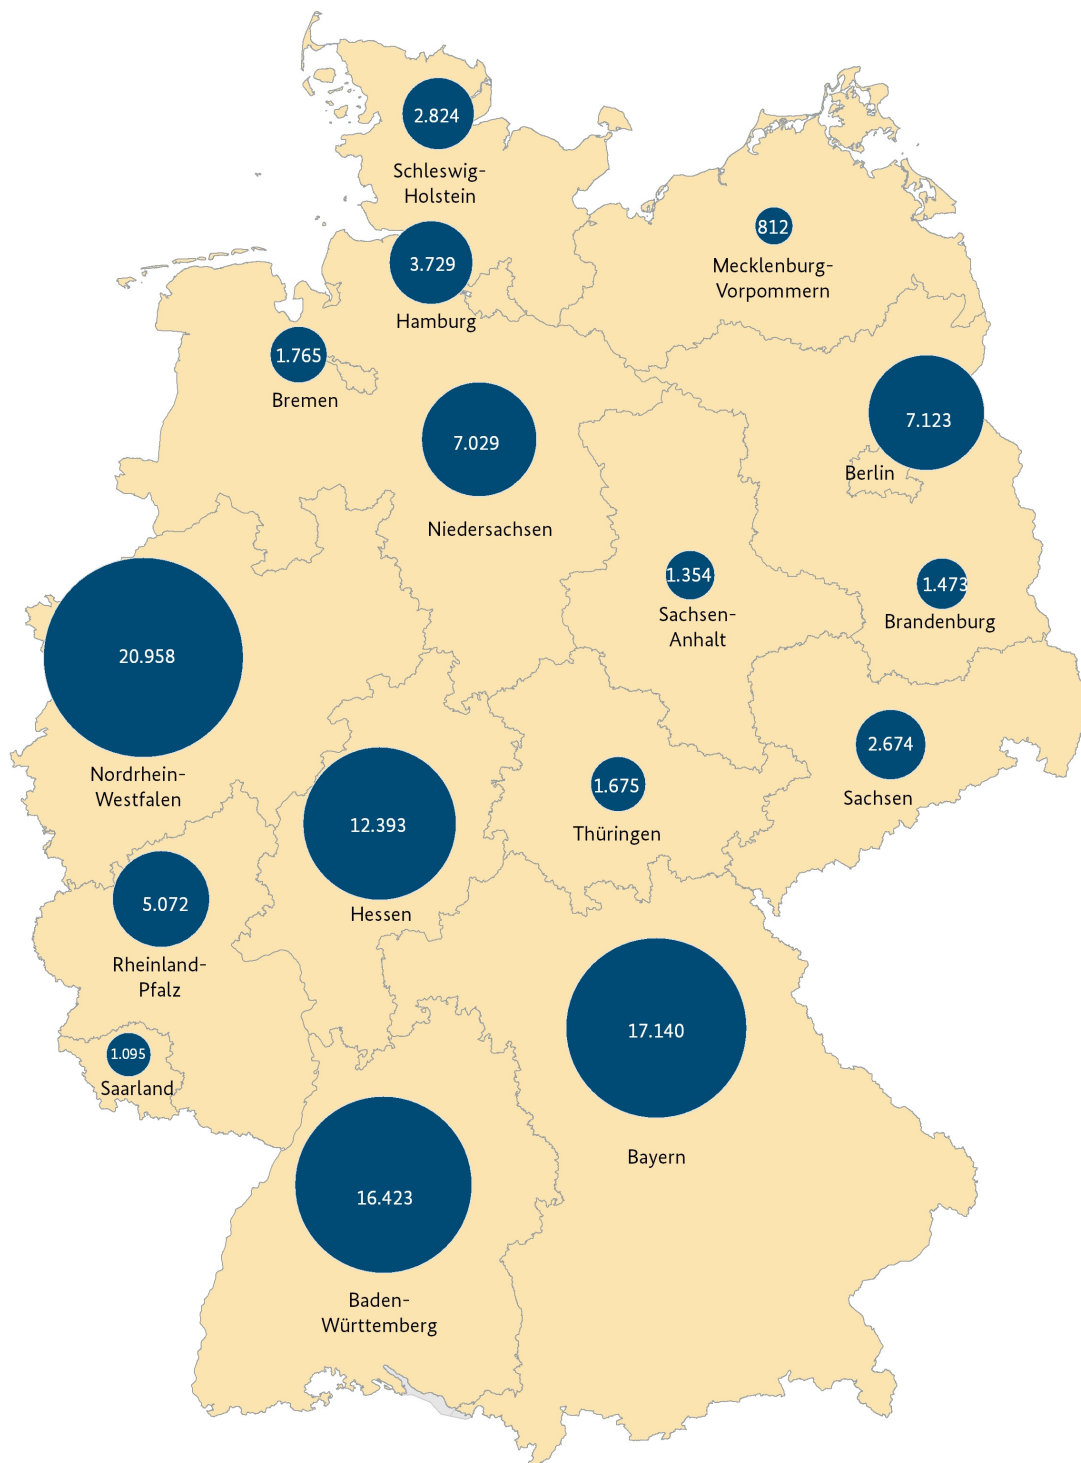 2.824
Schleswig-
Holstein
812
Mecklenburg-
Vorpommern
3.729
Hamburg
1.765
Bremen
7.029
Niedersachsen
7.123
Berlin
1.354
Sachsen-
Anhalt
1.473
Brandenburg
20.958
Nordrhein-
Westfalen
12.393
Hessen
1.675
Thüringen
2.674
Sachsen
5.072
Rheinland-
Pfalz
1.095
Saarland
17.140
Bayern
16.423
Baden-
Württemberg